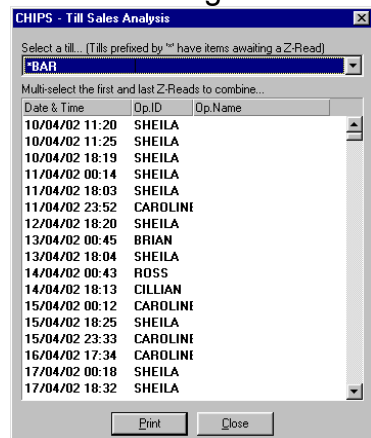 CHIPS - Till Sales Analysis
Select a till... (Tills prefixed by '*' have items awaiting a Z-Read)
*BAR
Multi-select the first and last Z-Reads to combine...
Date & Time Op.ID Op.Name
10/04/02 11:20 SHEILA
10/04/02 11:25 SHEILA
10/04/02 18:19 SHEILA
11/04/02 00:14 SHEILA
11/04/02 18:03 SHEILA
11/04/02 23:52 CAROLINE
12/04/02 18:20 SHEILA
13/04/02 00:45 BRIAN
13/04/02 18:04 SHEILA
14/04/02 00:43 ROSS
14/04/02 18:13 CILLIAN
15/04/02 00:12 CAROLINE
15/04/02 18:25 SHEILA
15/04/02 23:33 CAROLINE
16/04/02 17:34 CAROLINE
17/04/02 00:18 SHEILA
17/04/02 18:32 SHEILA
Print Close